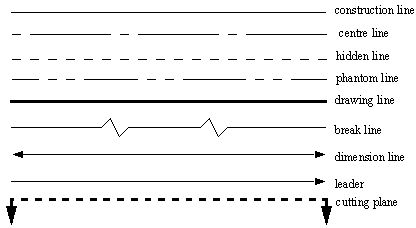 construction line
centre line
hidden line
phantom line
drawing line
break line
dimension line
leader
cutting plane